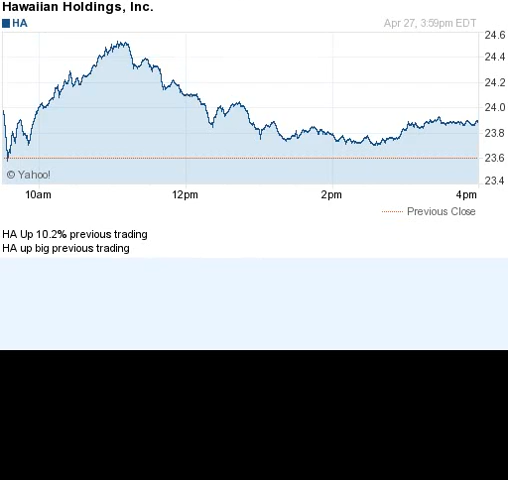 Hawaiian Holdings, Inc.
HA
Apr 27, 3:59pm EDT
24.6
24.4
24.2
24.0
23.8
23.6
23.4
© Yahoo!
10am 12pm 2pm 4pm
Previous Close
HA Up 10.2% previous trading
HA up big previous trading